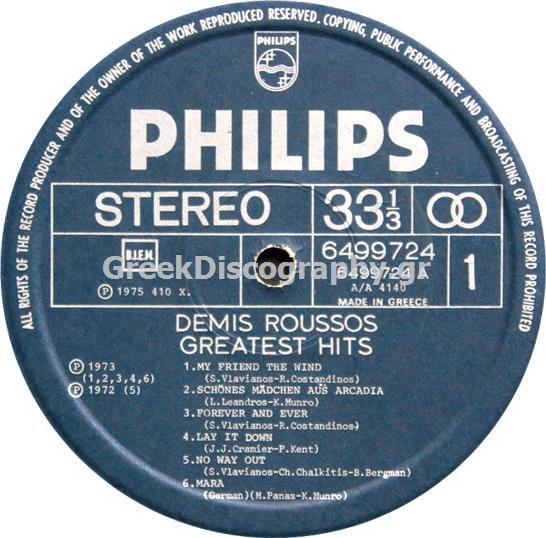 ALL RIGHTS OF THE RECORD PRODUCER AND OF THE OWNER OF THE WORK REPRODUCED RESERVED. COPYING, PUBLIC PERFORMANCE AND BROADCASTING OF THIS RECORD PROHIBITED
PHILIPS
PHILIPS
STEREO 33 1/3
B.I.E.M. 6499724
GreekDiscography.gr
6499724 1A 1
Ⓟ 1975 410 X. A/A 4140
MADE IN GREECE
DEMIS ROUSSOS
GREATEST HITS
Ⓟ 1973
(1,2,3,4,6)
Ⓟ 1972 (5)
1.MY FRIEND THE WIND
(S.Vlavianos-R.Costandinos)
2.SCHÖNES MÄDCHEN AUS ARCADIA
(L.Leandros-K.Munro)
3.FOREVER AND EVER
(S.Vlavianos-R.Costandinos)
4.LAY IT DOWN
(J.J.Cramier-P.Kent)
5.NO WAY OUT
(S.Vlavianos-Ch.Chalkitis-B.Bergman)
6.MARA
(German)(M.Panas-K.Munro)